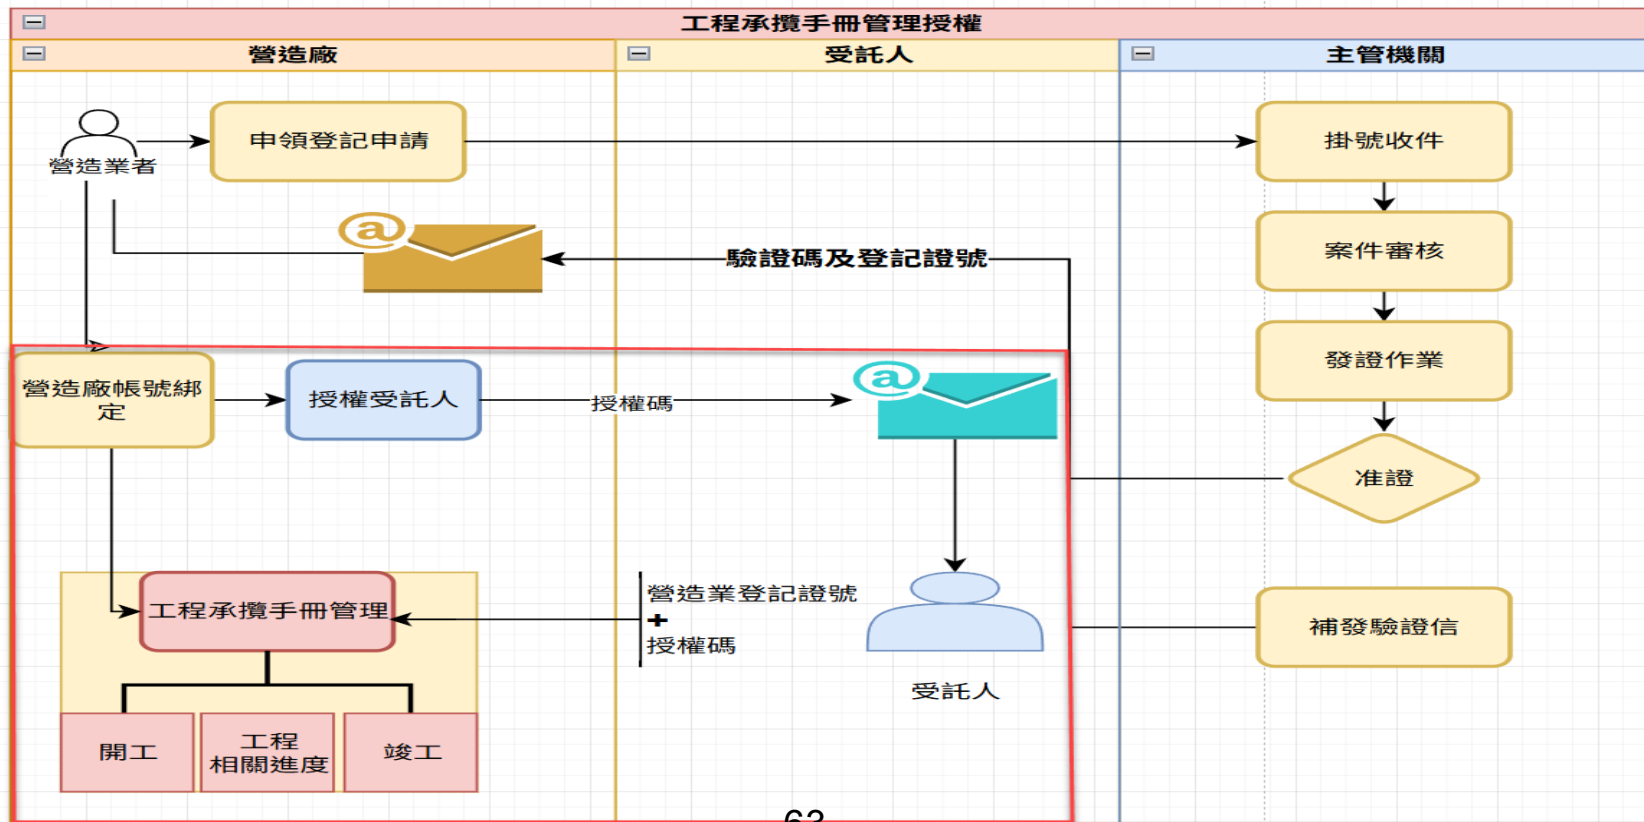 工程承攬手冊管理授權
營造廠
受託人
主管機關
營造業者
申領登記申請
掛號收件
案件審核
@
驗證碼及登記證號
發證作業
營造廠帳號綁
定
授權受託人
授權碼
@
准證
工程承攬手冊管理
營造業登記證號
+
授權碼
補發驗證信
受託人
開工
工程
相關進度
竣工